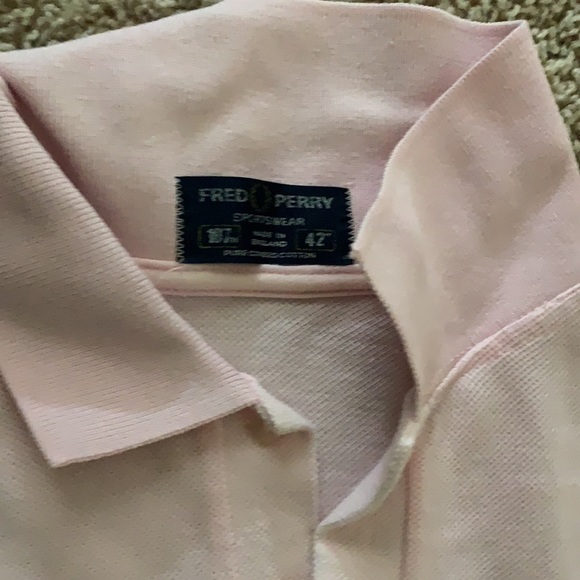 FRED PERRY
SPORTSWEAR
107cm MADE IN ENGLAND 42"
PURE COMBED COTTON